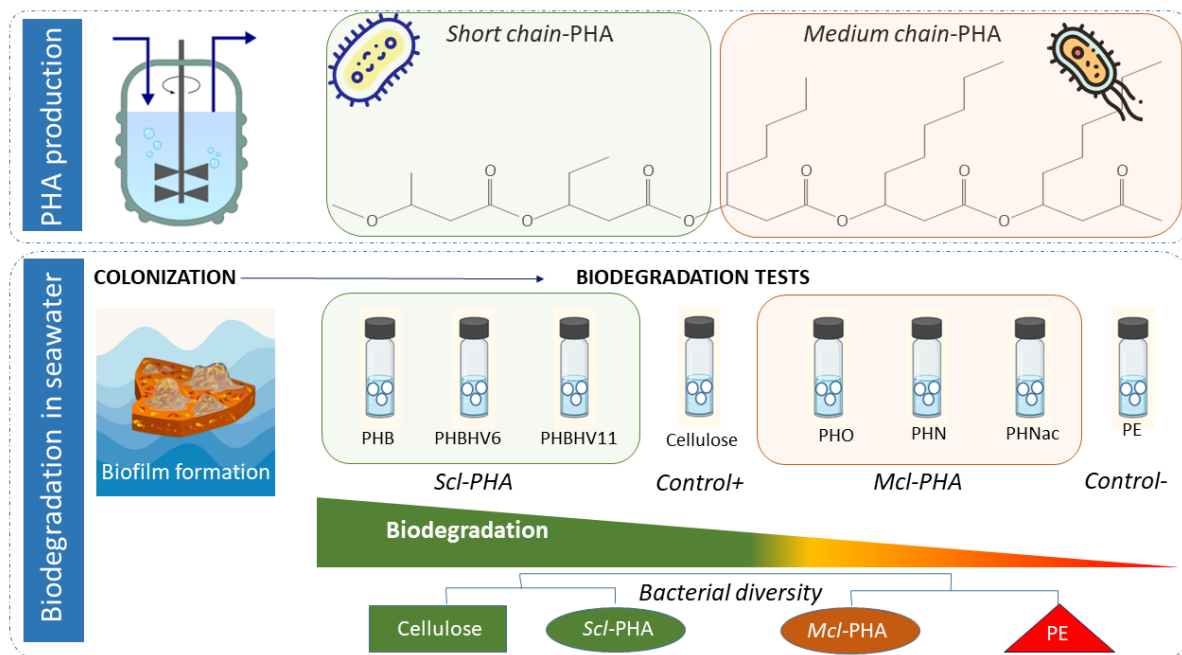 PHA production
Short chain-PHA
Medium chain-PHA
O
O
O
O
O
O
O
O
O
O
Biodegradation in seawater
COLONIZATION
BIODEGRADATION TESTS
Biofilm formation
PHB
PHBHV6
PHBHV11
Cellulose
PHO
PHN
PHNac
PE
Scl-PHA
Control+
Mcl-PHA
Control-
Biodegradation
Bacterial diversity
Cellulose
Scl-PHA
Mcl-PHA
PE